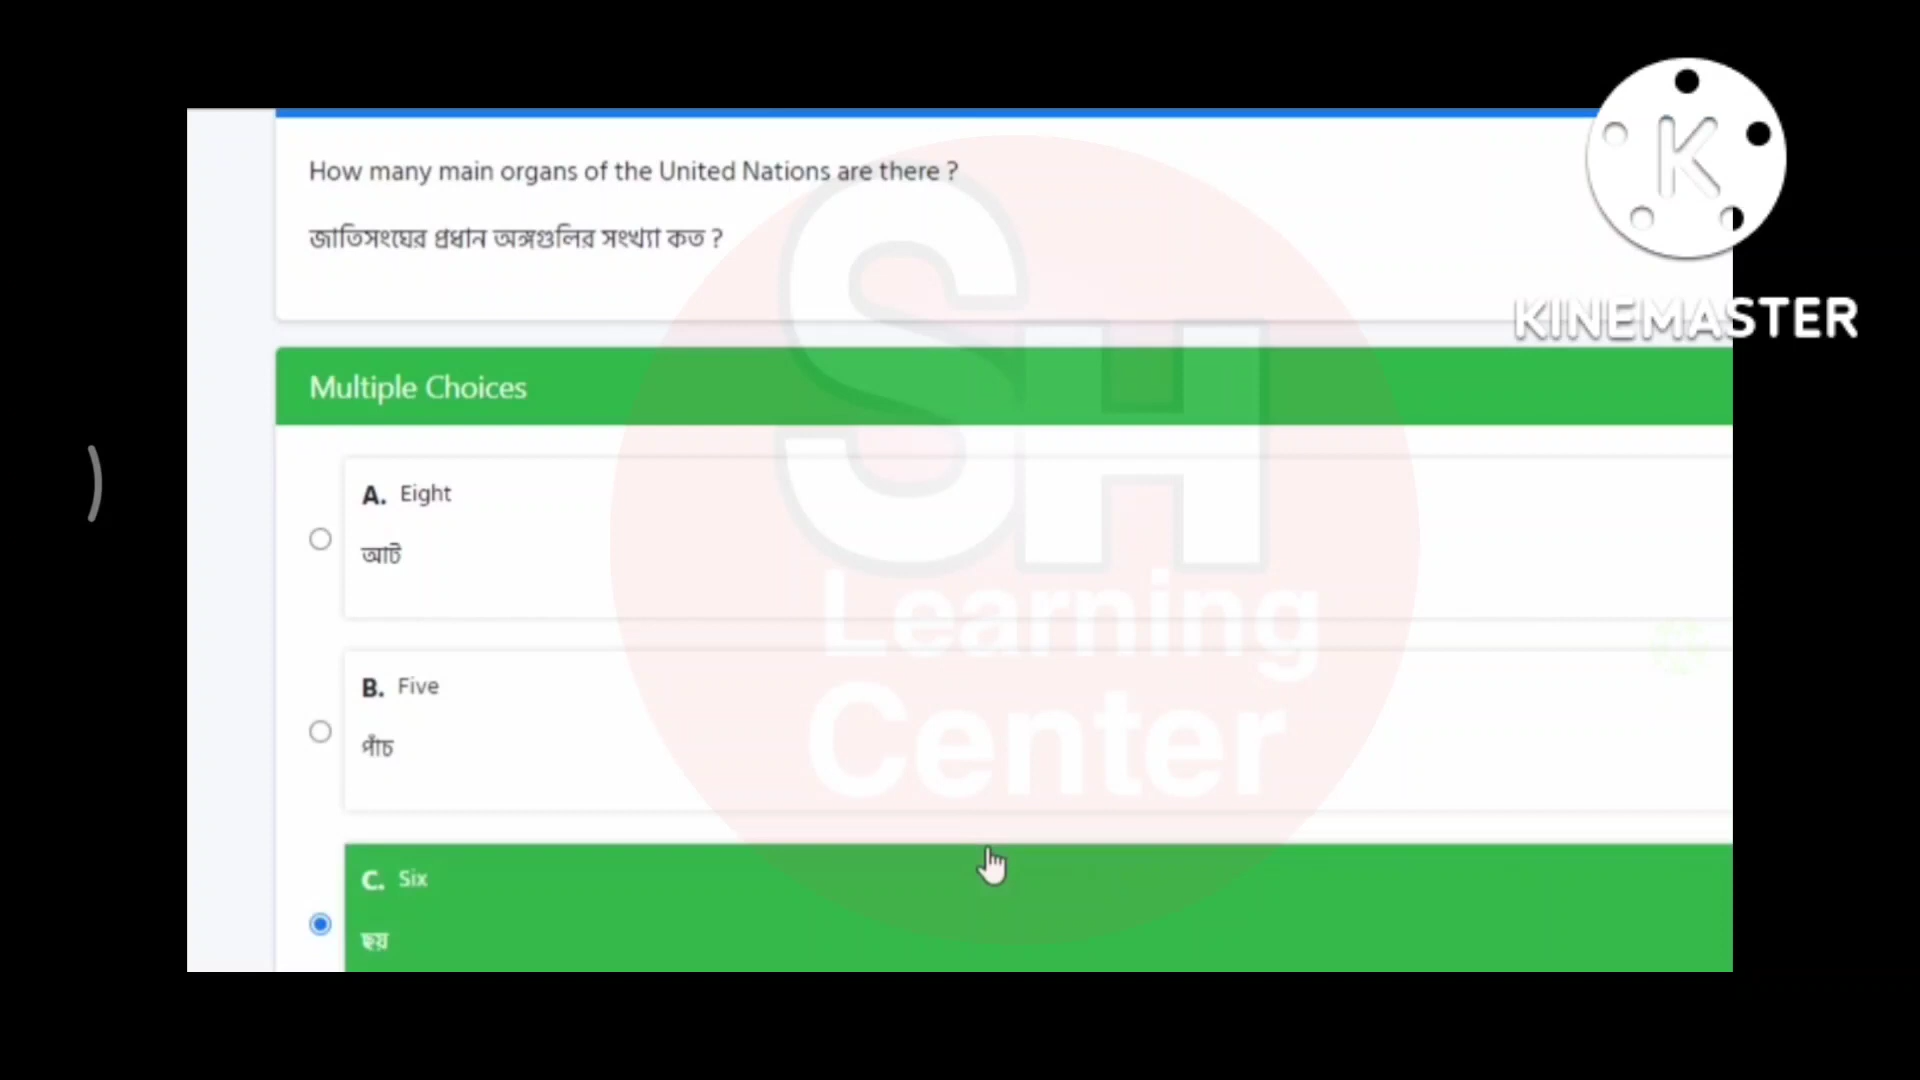 How many main organs of the United Nations are there ?
জাতিসংঘের প্রধান অঙ্গগুলির সংখ্যা কত ?
K
KINEMASTER
Multiple Choices
A. Eight
আট
B. Five
পাঁচ
C. Six
ছয়
SH
Learning
Center